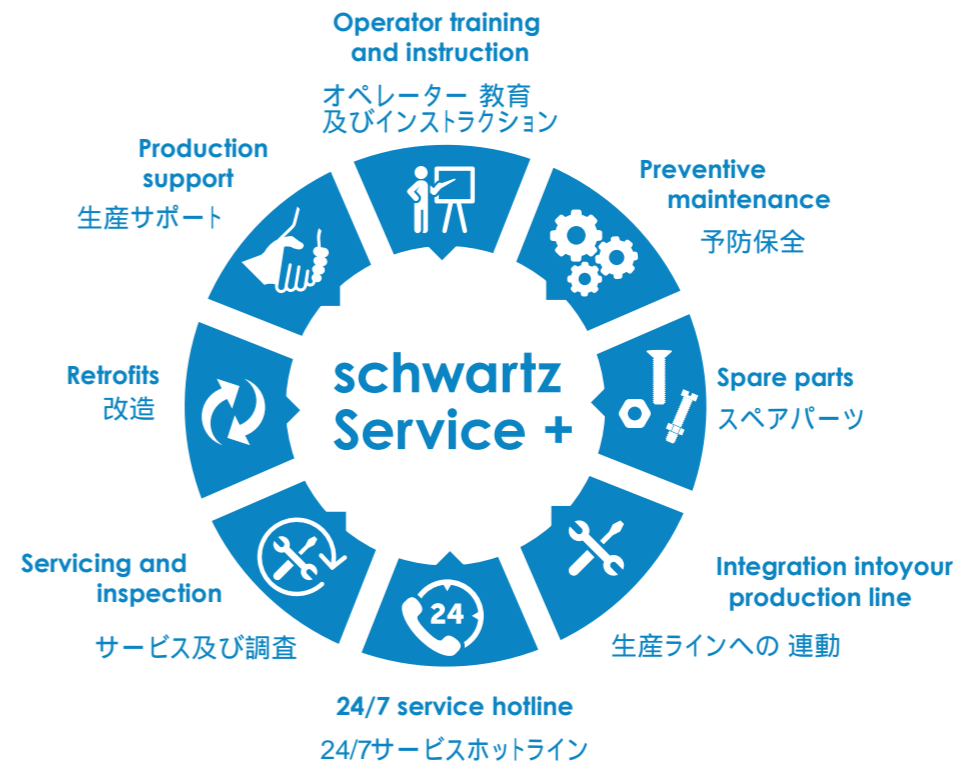 Operator training
and instruction
オペレーター 教育
及びインストラクション
Preventive
maintenance
予防保全
Spare parts
スペアパーツ
Integration intoyour
production line
生産ラインへの 連動
24/7 service hotline
24/7サービスホットライン
Servicing and
inspection
サービス及び調査
Retrofits
改造
Production
support
生産サポート
schwartz
Service +
24